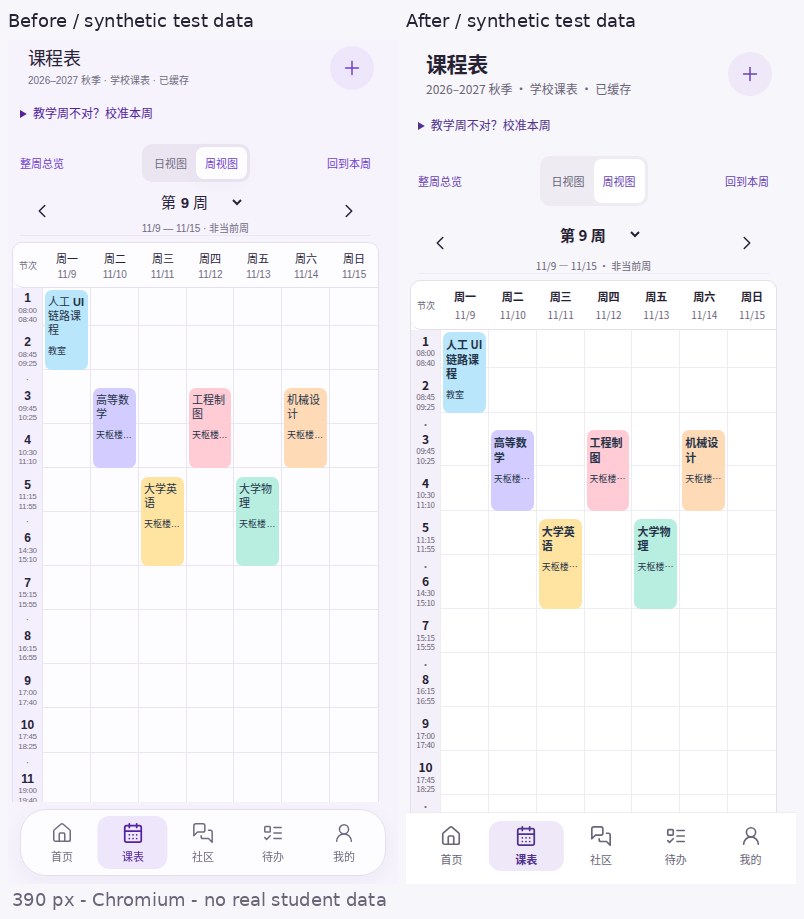 Before / synthetic test data
课程表
2026–2027 秋季 · 学校课表 · 已缓存
教学周不对？校准本周
整周总览
日视图
周视图
回到本周
第 9 周
11/9 — 11/15 · 非当前周
节次
周一
11/9
周二
11/10
周三
11/11
周四
11/12
周五
11/13
周六
11/14
周日
11/15
1
08:00
08:40
2
08:45
09:25
·
3
09:45
10:25
4
10:30
11:10
5
11:15
11:55
·
6
14:30
15:10
7
15:15
15:55
·
8
16:15
16:55
9
17:00
17:40
10
17:45
18:25
·
11
19:00
19:40
人工 UI
链路课
程
教室
高等数
学
天枢楼…
工程制
图
天枢楼…
机械设
计
天枢楼…
大学英
语
天枢楼…
大学物
理
天枢楼…
首页
课表
社区
待办
我的
After / synthetic test data
课程表
2026–2027 秋季 · 学校课表 · 已缓存
教学周不对？校准本周
整周总览
日视图
周视图
回到本周
第 9 周
11/9 — 11/15 · 非当前周
节次
周一
11/9
周二
11/10
周三
11/11
周四
11/12
周五
11/13
周六
11/14
周日
11/15
1
08:00
08:40
2
08:45
09:25
·
3
09:45
10:25
4
10:30
11:10
5
11:15
11:55
·
6
14:30
15:10
7
15:15
15:55
·
8
16:15
16:55
9
17:00
17:40
10
17:45
18:25
·
人工 UI
链路课
程
教室
高等数
学
天枢楼…
工程制
图
天枢楼…
机械设
计
天枢楼…
大学英
语
天枢楼…
大学物
理
天枢楼…
首页
课表
社区
待办
我的
390 px - Chromium - no real student data